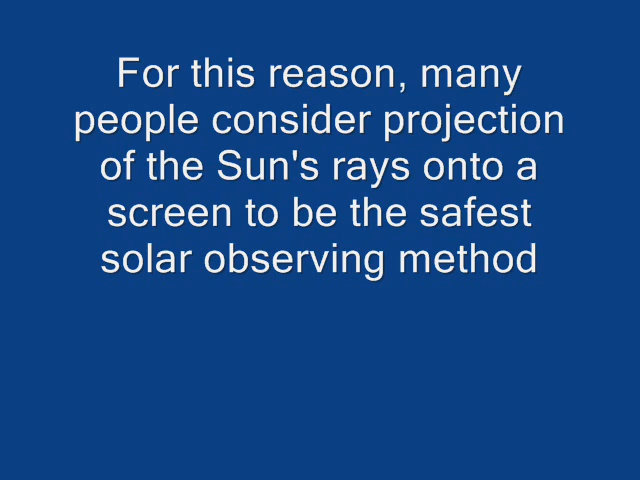 For this reason, many
people consider projection
of the Sun's rays onto a
screen to be the safest
solar observing method